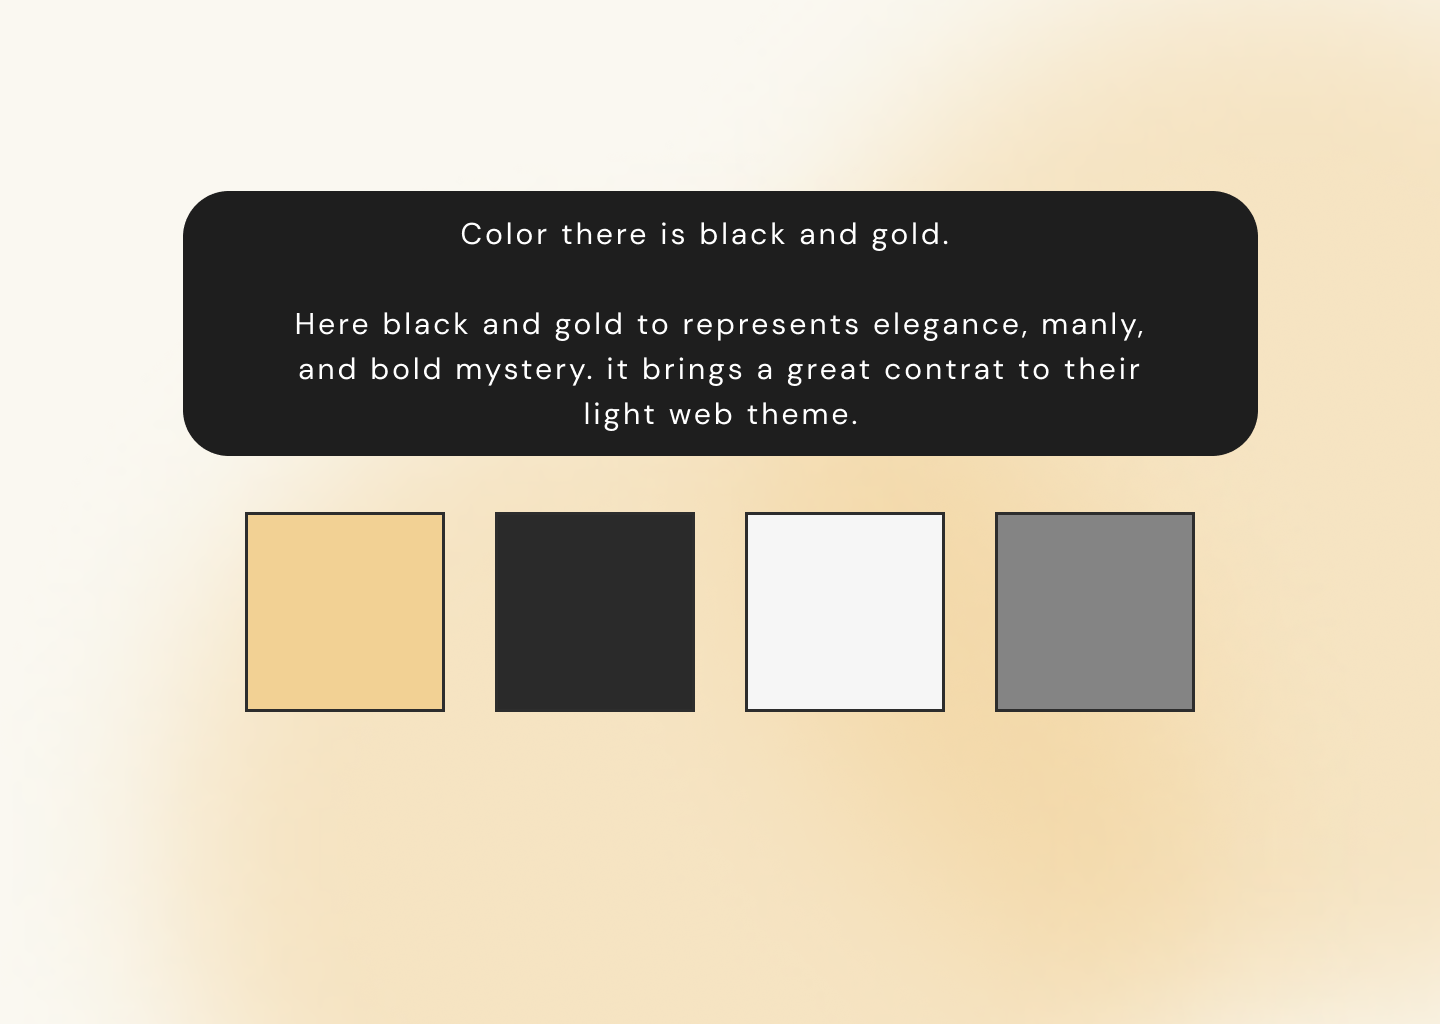 Color there is black and gold.
Here black and gold to represents elegance, manly,
and bold mystery. it brings a great contrat to their
light web theme.